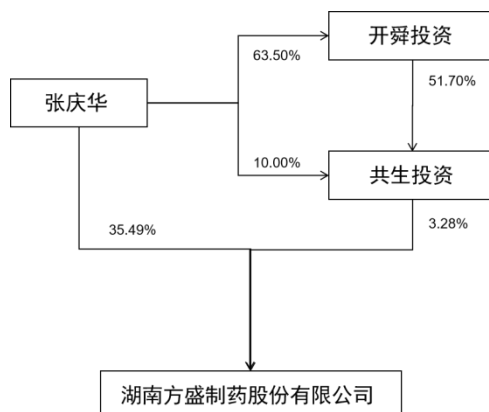 开舜投资
63.50%
51.70%
张庆华
10.00%
共生投资
35.49%
3.28%
湖南方盛制药股份有限公司